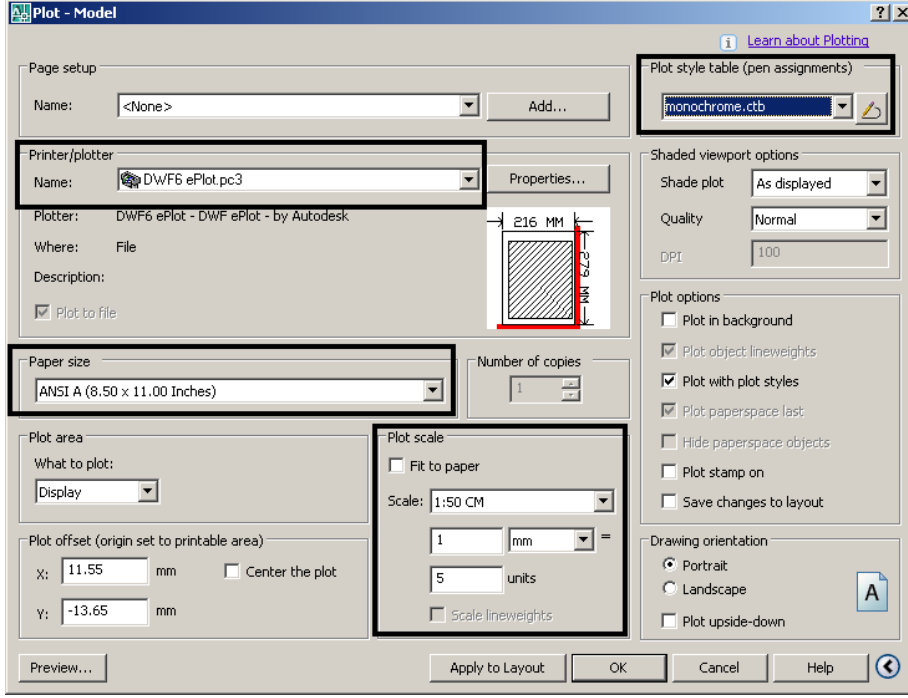 Plot - Model
Learn about Plotting
Page setup
Name: <None> Add...
Plot style table (pen assignments)
monochrome.ctb
Printer/plotter
Name: DWF6 ePlot.pc3 Properties...
Plotter: DWF6 ePlot - DWF ePlot - by Autodesk
Where: File
Description:
Plot to file
216 MM
279 MM
Shaded viewport options
Shade plot As displayed
Quality Normal
DPI 100
Paper size
ANSI A (8.50 x 11.00 Inches)
Number of copies
1
Plot options
Plot in background
Plot object lineweights
Plot with plot styles
Plot paperspace last
Hide paperspace objects
Plot stamp on
Save changes to layout
Plot area
What to plot:
Display
Plot scale
Fit to paper
Scale: 1:50 CM
1 mm =
5 units
Scale lineweights
Plot offset (origin set to printable area)
X: 11.55 mm Center the plot
Y: -13.65 mm
Drawing orientation
Portrait
Landscape
Plot upside-down
A
Preview... Apply to Layout OK Cancel Help